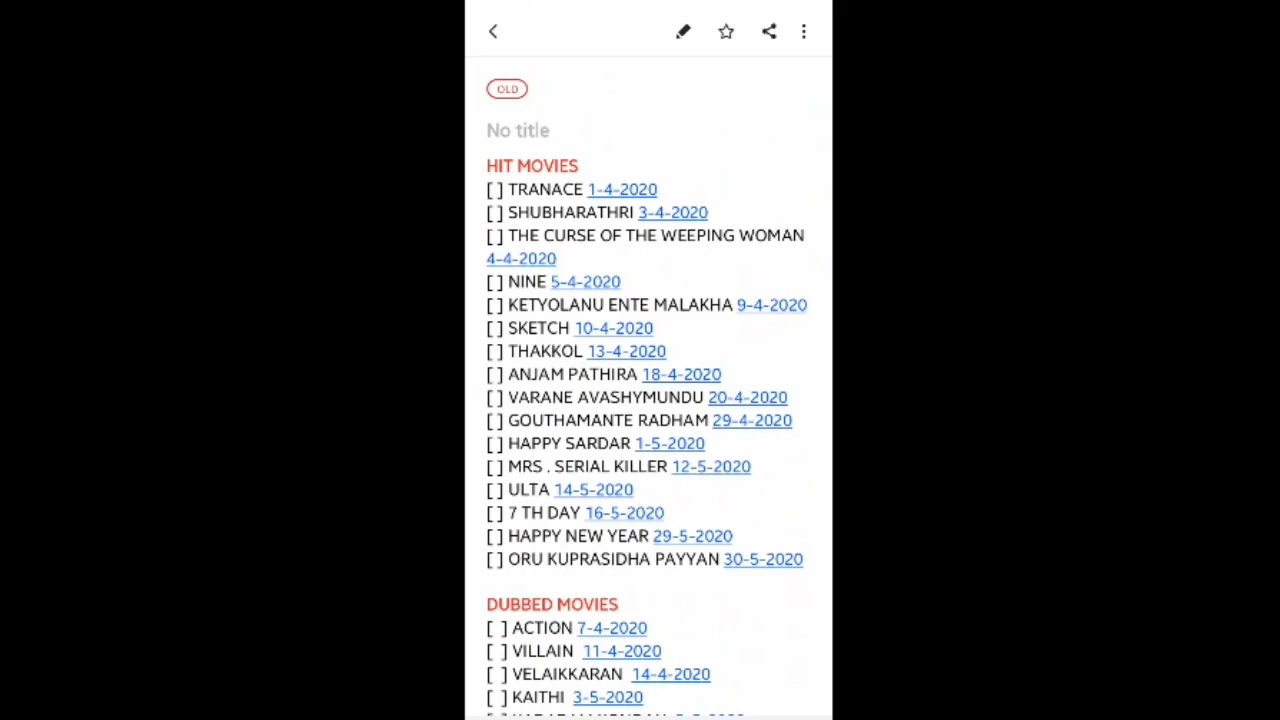 OLD
No title
HIT MOVIES
[ ] TRANACE 1-4-2020
[ ] SHUBHARATHRI 3-4-2020
[ ] THE CURSE OF THE WEEPING WOMAN
4-4-2020
[ ] NINE 5-4-2020
[ ] KETYOLANU ENTE MALAKHA 9-4-2020
[ ] SKETCH 10-4-2020
[ ] THAKKOL 13-4-2020
[ ] ANJAM PATHIRA 18-4-2020
[ ] VARANE AVASHYMUNDU 20-4-2020
[ ] GOUTHAMANTE RADHAM 29-4-2020
[ ] HAPPY SARDAR 1-5-2020
[ ] MRS . SERIAL KILLER 12-5-2020
[ ] ULTA 14-5-2020
[ ] 7 TH DAY 16-5-2020
[ ] HAPPY NEW YEAR 29-5-2020
[ ] ORU KUPRASIDHA PAYYAN 30-5-2020
DUBBED MOVIES
[ ] ACTION 7-4-2020
[ ] VILLAIN 11-4-2020
[ ] VELAIKKARAN 14-4-2020
[ ] KAITHI 3-5-2020